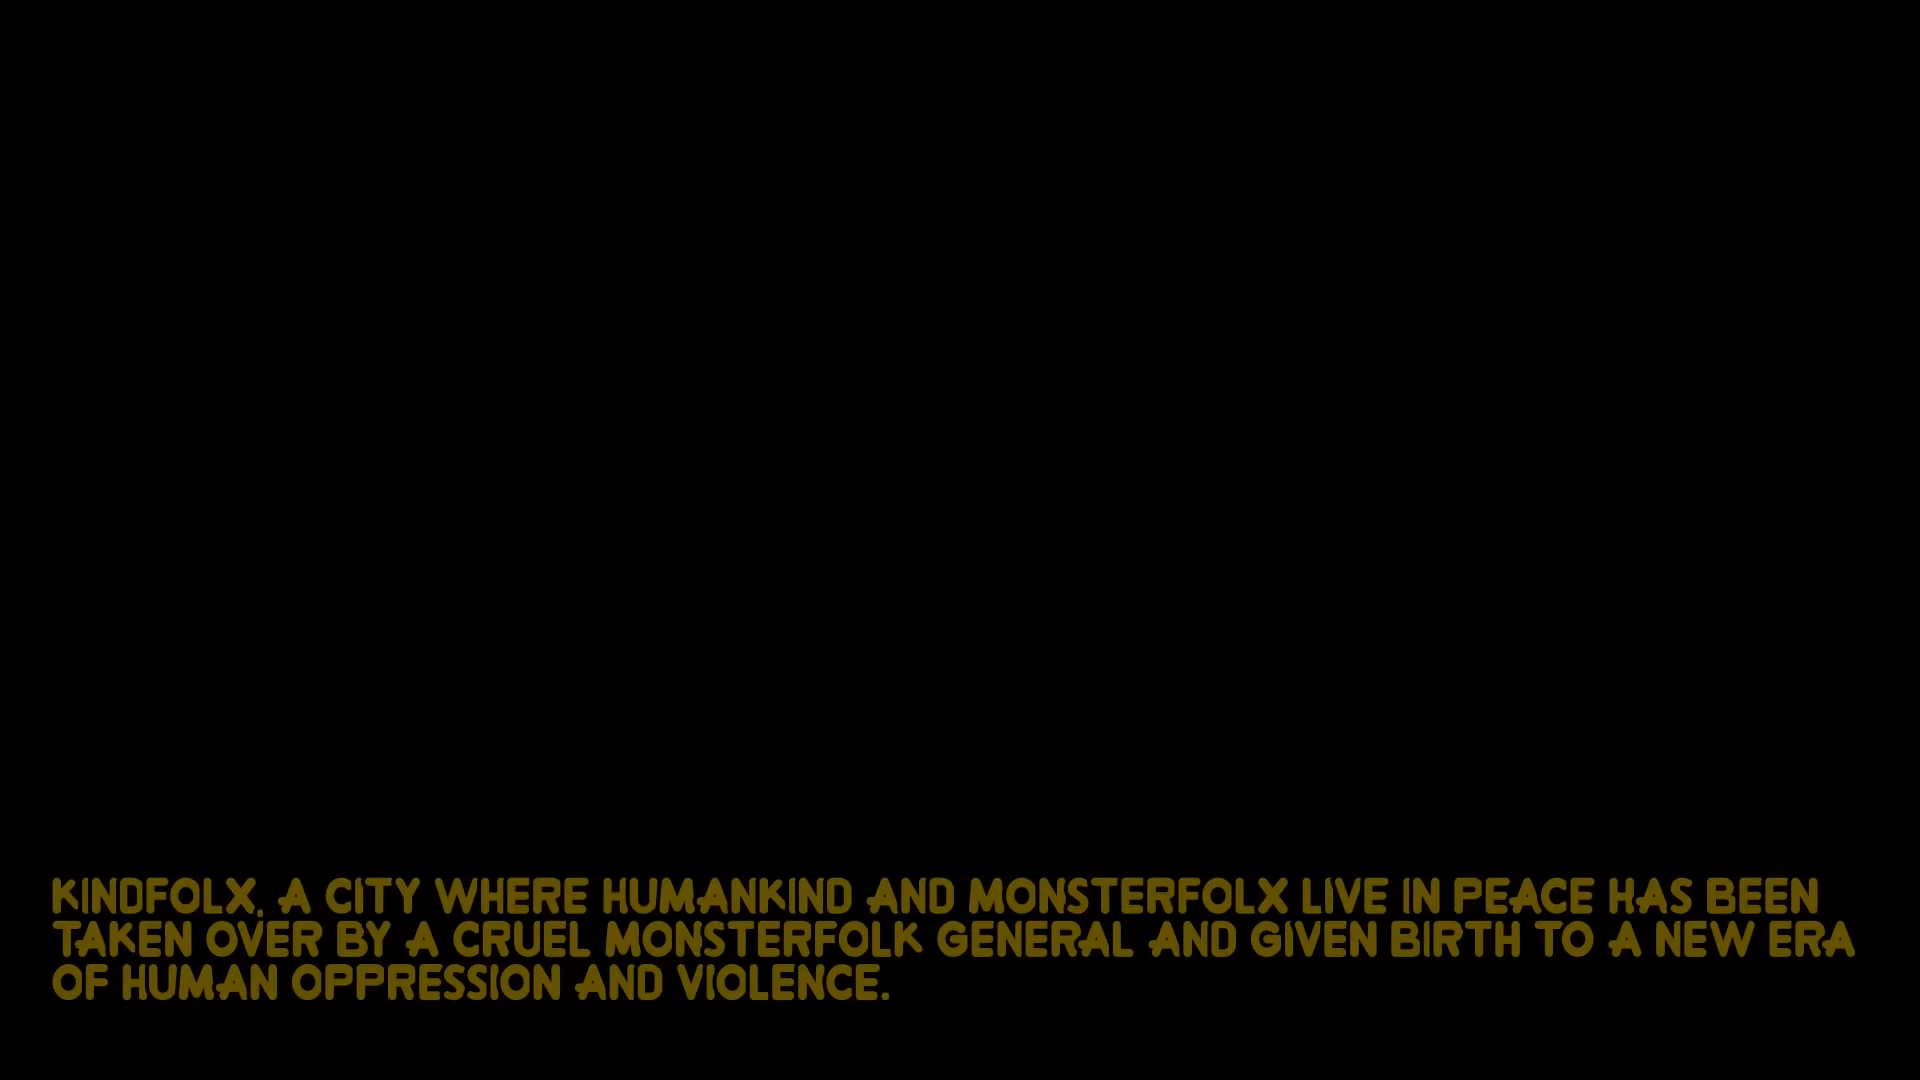 KINDFOLX, A CITY WHERE HUMANKIND AND MONSTERFOLX LIVE IN PEACE HAS BEEN
TAKEN OVER BY A CRUEL MONSTERFOLK GENERAL AND GIVEN BIRTH TO A NEW ERA
OF HUMAN OPPRESSION AND VIOLENCE.